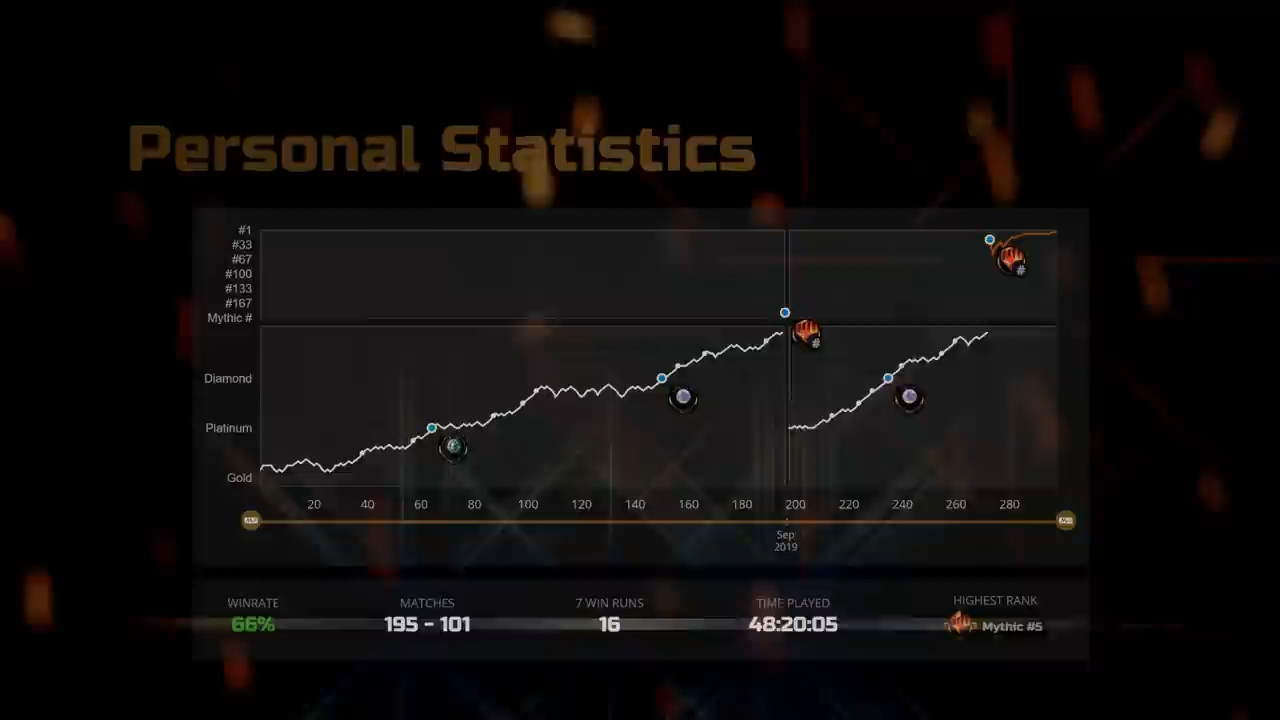 Personal Statistics
#1
#33
#67
#100
#133
#167
Mythic #
#
#
Diamond
Platinum
Gold
20 40 60 80 100 120 140 160 180 200 220 240 260 280
Sep
2019
WINRATE MATCHES 7 WIN RUNS TIME PLAYED HIGHEST RANK
66% 195 - 101 16 48:20:05 Mythic #5